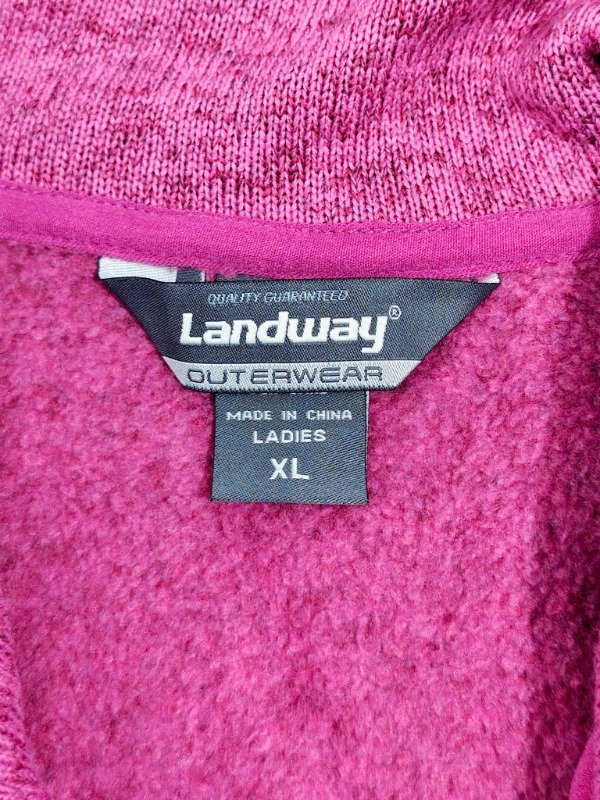 QUALITY GUARANTEED
Landway®
OUTERWEAR
MADE IN CHINA
LADIES
XL